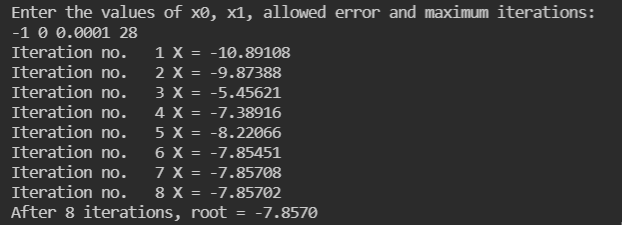 Enter the values of x0, x1, allowed error and maximum iterations:
-1 0 0.0001 28
Iteration no.   1 X = -10.89108
Iteration no.   2 X = -9.87388
Iteration no.   3 X = -5.45621
Iteration no.   4 X = -7.38916
Iteration no.   5 X = -8.22066
Iteration no.   6 X = -7.85451
Iteration no.   7 X = -7.85708
Iteration no.   8 X = -7.85702
After 8 iterations, root = -7.8570